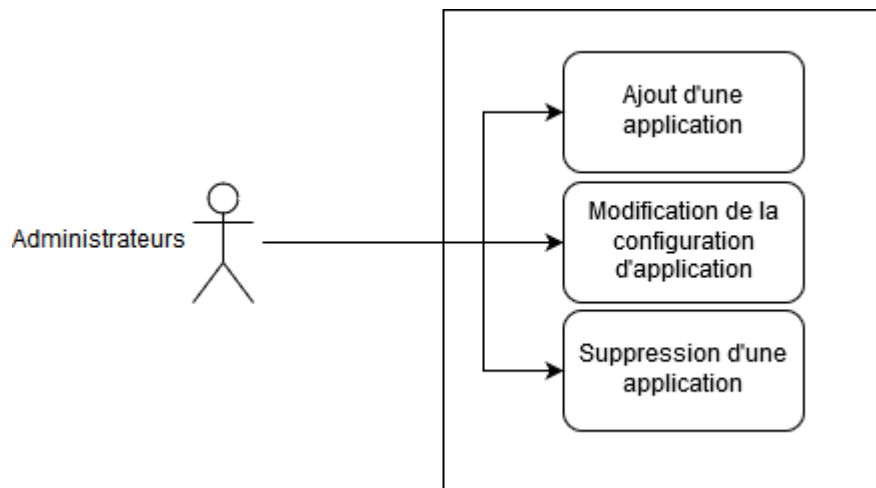 Ajout d'une
application
Administrateurs
Modification de la
configuration
d'application
Suppression d'une
application